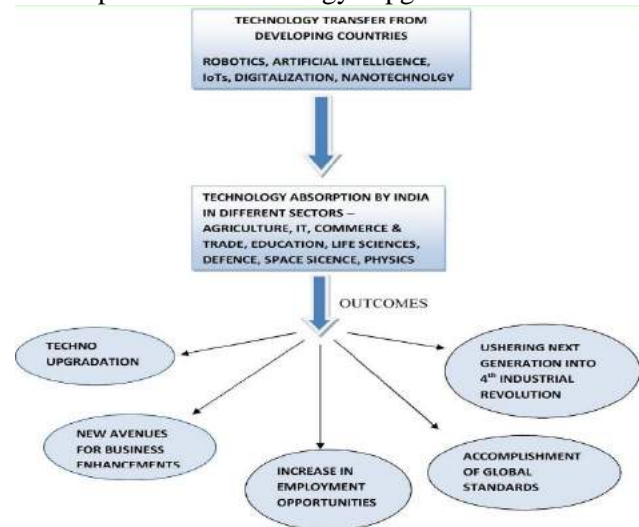 TECHNOLOGY TRANSFER FROM
DEVELOPING COUNTRIES
ROBOTICS, ARTIFICIAL INTELLIGENCE,
IoTs, DIGITALIZATION, NANOTECHNOLGY
TECHNOLOGY ABSORPTION BY INDIA
IN DIFFERENT SECTORS –
AGRICULTURE, IT, COMMERCE &
TRADE, EDUCATION, LIFE SCIENCES,
DEFENCE, SPACE SICENCE, PHYSICS
OUTCOMES
TECHNO
UPGRADATION
USHERING NEXT
GENERATION INTO
4th INDUSTRIAL
REVOLUTION
NEW AVENUES
FOR BUSINESS
ENHANCEMENTS
INCREASE IN
EMPLOYMENT
OPPORTUNITIES
ACCOMPLISHMENT
OF GLOBAL
STANDARDS